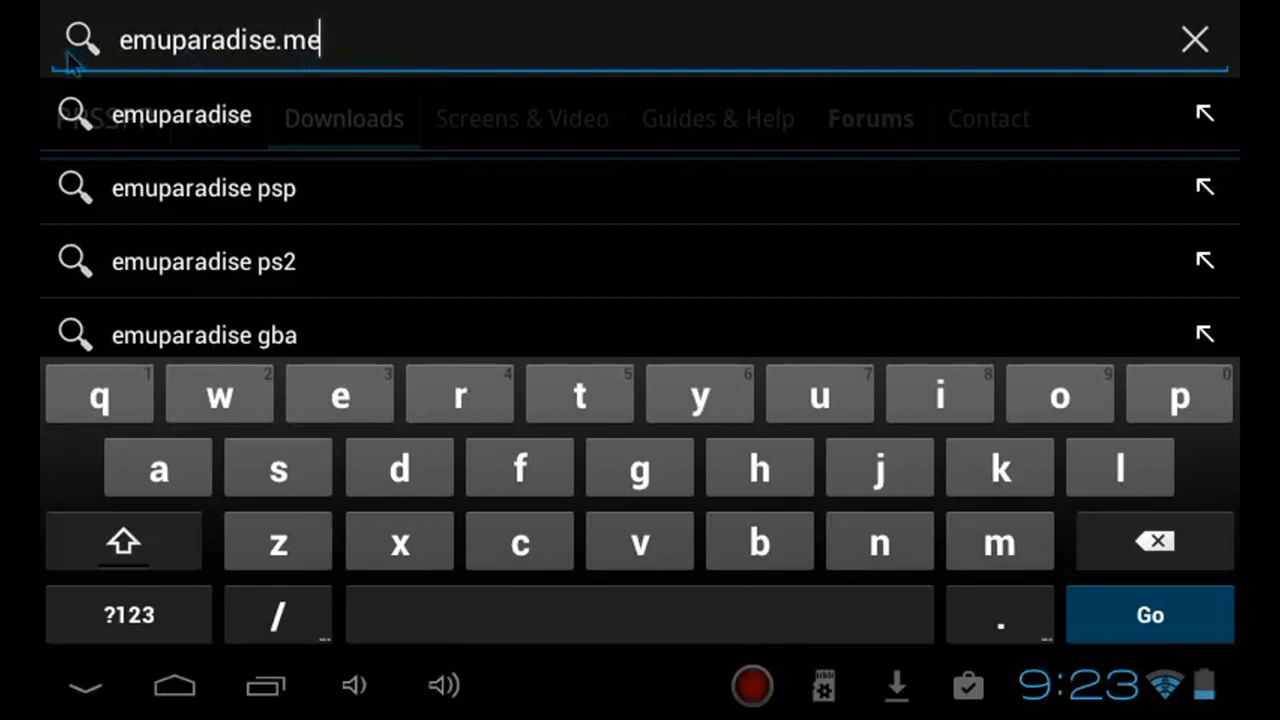 emuparadise.me
emuparadise
Downloads Screens & Video Guides & Help Forums Contact
emuparadise psp
emuparadise ps2
emuparadise gba
q 1 w 2 e 3 r 4 t 5 y 6 u 7 i 8 o 9 p 0
a s d f g h j k l
z x c v b n m
?123 / ... . ... Go
9:23